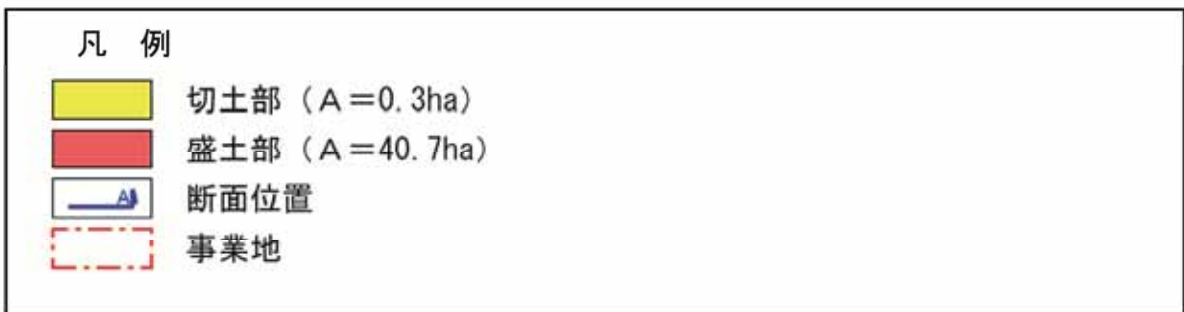 凡 例
切土部（A＝0.3ha）
盛土部（A＝40.7ha）
A
断面位置
事業地